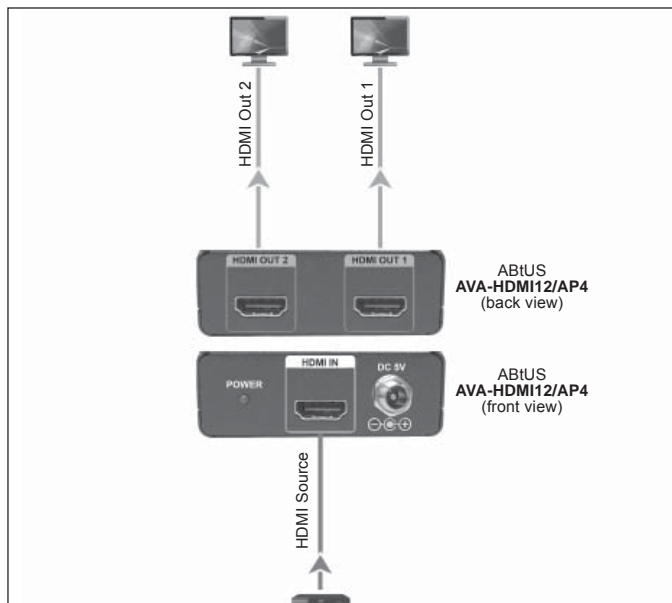 HDMI Out 2
HDMI Out 1
HDMI OUT 2
HDMI OUT 1
ABtUS
AVA-HDMI12/AP4
(back view)
HDMI IN
DC 5V
POWER
ABtUS
AVA-HDMI12/AP4
(front view)
HDMI Source